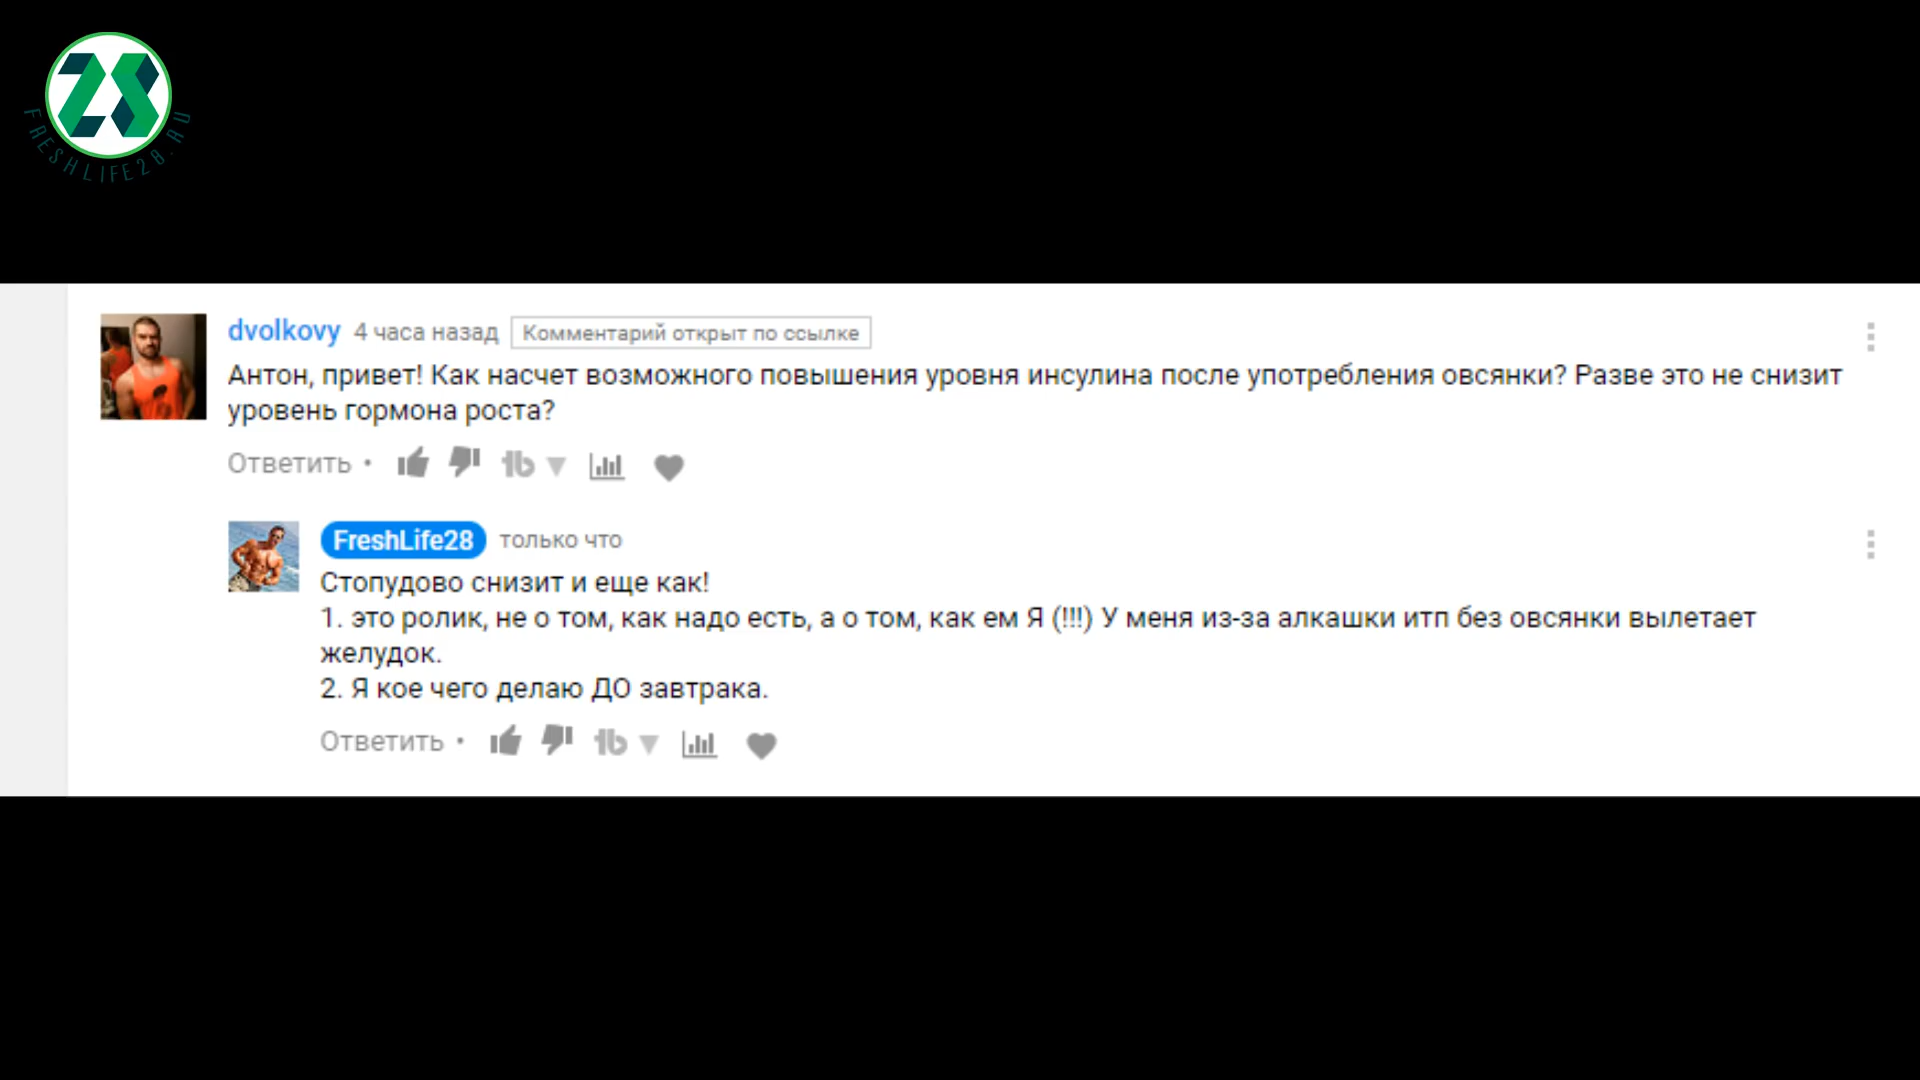 28
FRESHLIFE28.RU
dvolkovy 4 часа назад Комментарий открыт по ссылке
Антон, привет! Как насчет возможного повышения уровня инсулина после употребления овсянки? Разве это не снизит
уровень гормона роста?
Ответить •
FreshLife28 только что
Стопудово снизит и еще как!
1. это ролик, не о том, как надо есть, а о том, как ем Я (!!!) У меня из-за алкашки итп без овсянки вылетает
желудок.
2. Я кое чего делаю ДО завтрака.
Ответить •